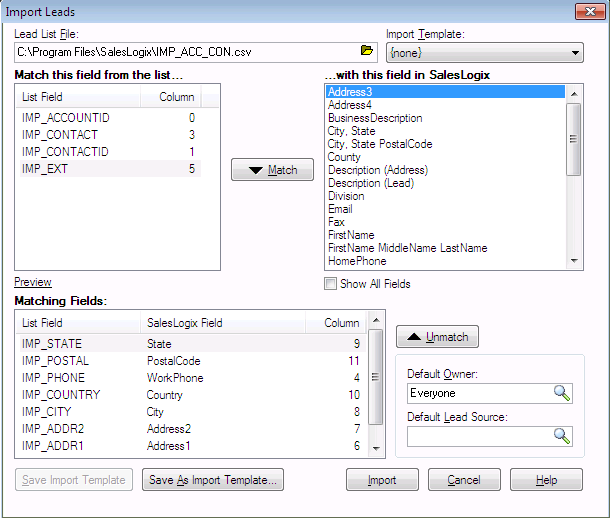 Import Leads
Lead List File:
Import Template:
C:\Program Files\SalesLogix\IMP_ACC_CON.csv
{none}
Match this field from the list...
...with this field in SalesLogix
List Field Column
IMP_ACCOUNTID 0
IMP_CONTACT 3
IMP_CONTACTID 1
IMP_EXT 5
Match
Address3
Address4
BusinessDescription
City, State
City, State PostalCode
County
Description (Address)
Description (Lead)
Division
Email
Fax
FirstName
FirstName MiddleName LastName
HomePhone
Preview
Show All Fields
Matching Fields:
List Field SalesLogix Field Column
IMP_STATE State 9
IMP_POSTAL PostalCode 11
IMP_PHONE WorkPhone 4
IMP_COUNTRY Country 10
IMP_CITY City 8
IMP_ADDR2 Address2 7
IMP_ADDR1 Address1 6
Unmatch
Default Owner:
Everyone
Default Lead Source:
Save Import Template
Save As Import Template...
Import
Cancel
Help